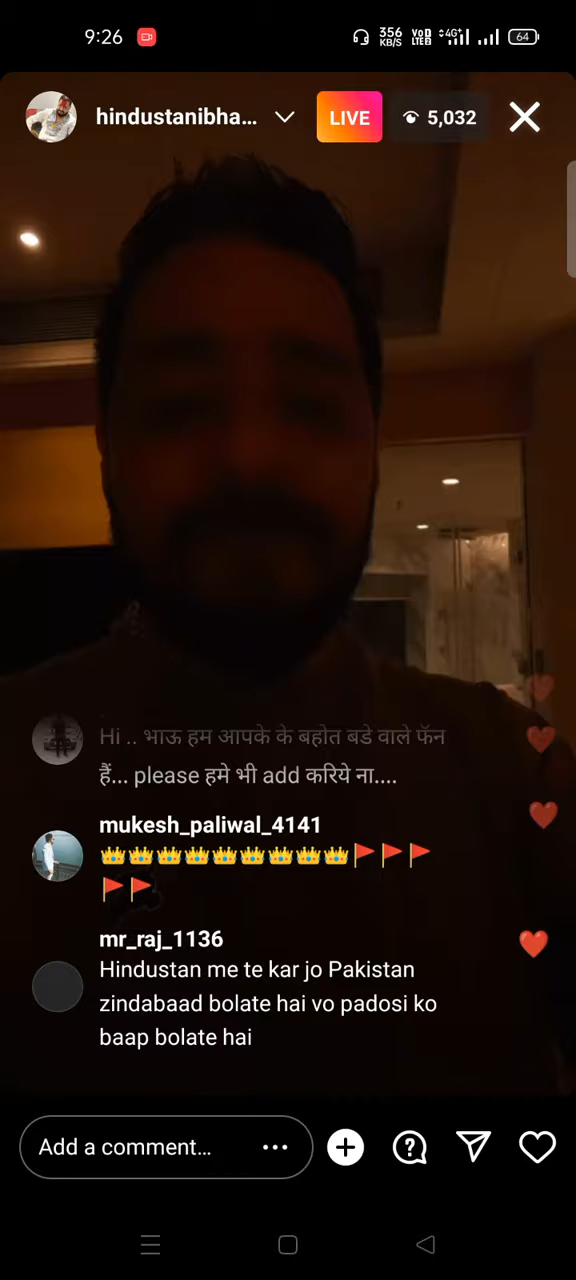 9:26
356
KB/S
VoD
LTE2
4G+
64
hindustanibha...
LIVE
5,032
Hi .. भाऊ हम आपके के बहोत बडे वाले फॅन
हैं... please हमे भी add करिये ना....
mukesh_paliwal_4141
👑👑👑👑👑👑👑👑👑🚩🚩🚩
🚩🚩
mr_raj_1136
Hindustan me te kar jo Pakistan
zindabaad bolate hai vo padosi ko
baap bolate hai
Add a comment...